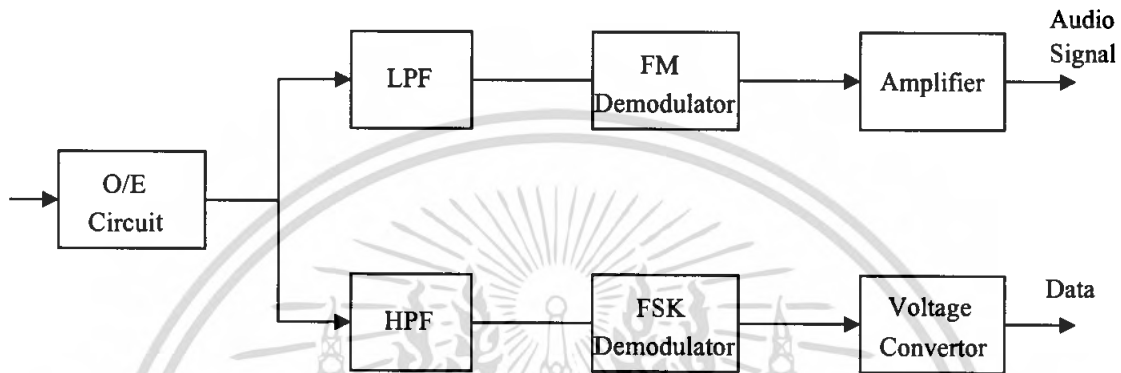 Audio
Signal
LPF
FM
Demodulator
Amplifier
O/E
Circuit
HPF
FSK
Demodulator
Voltage
Convertor
Data